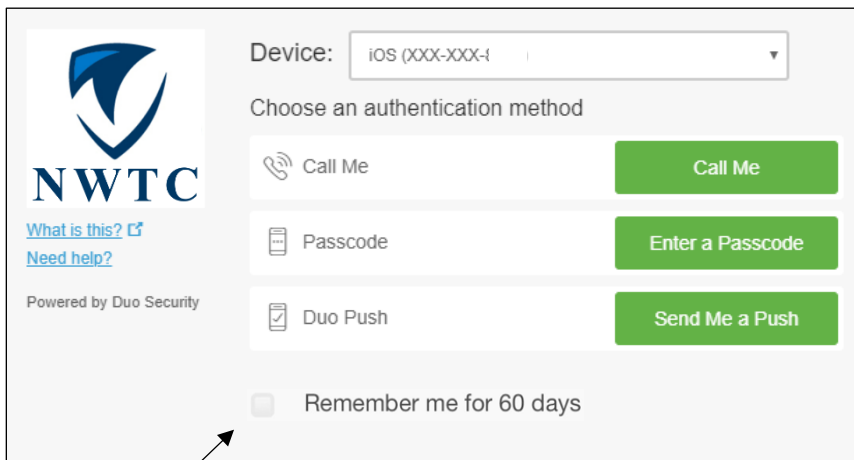 NWTC
What is this?
Need help?
Powered by Duo Security
Device: iOS (XXX-XXX-
Choose an authentication method
Call Me Call Me
Passcode Enter a Passcode
Duo Push Send Me a Push
Remember me for 60 days